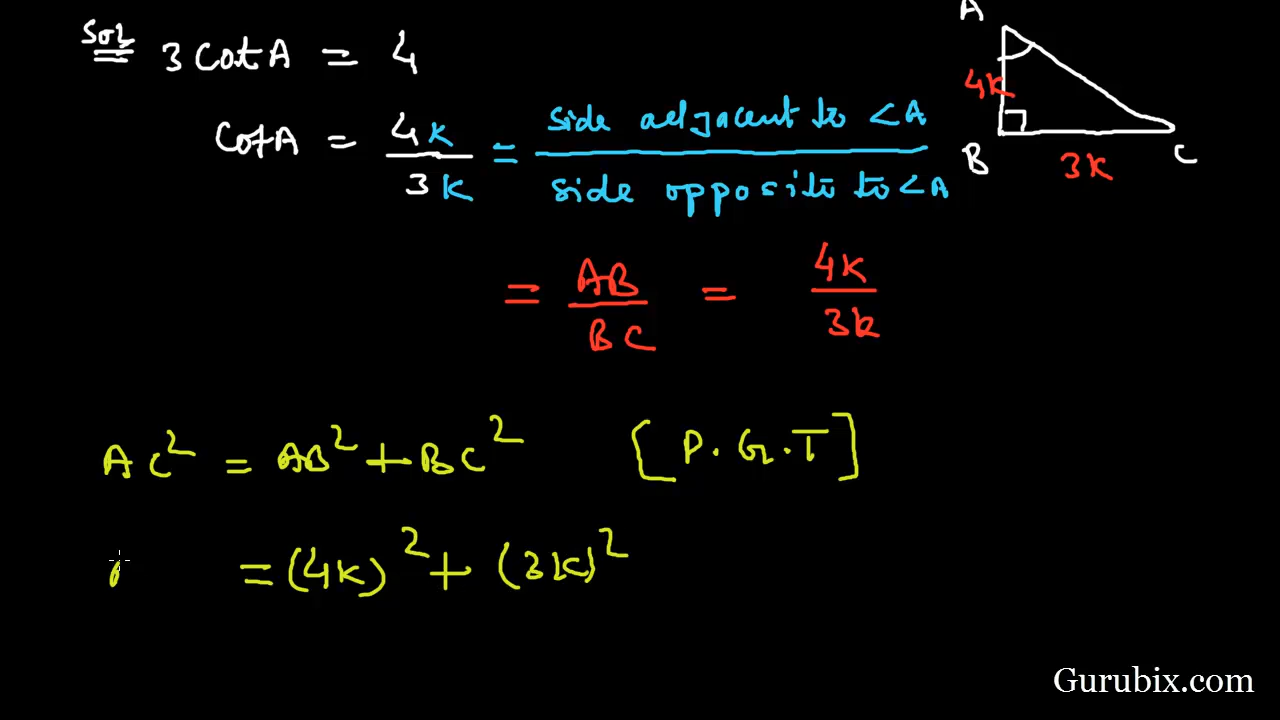 Sol
3 Cot A = 4
Cot A = 4k / 3k = side adjacent to ∠A / side opposite to ∠A
= AB / BC = 4k / 3k
A
4k
B
3k
C
AC² = AB² + BC² [P.G.T]
= (4k)² + (3k)²
Gurubix.com